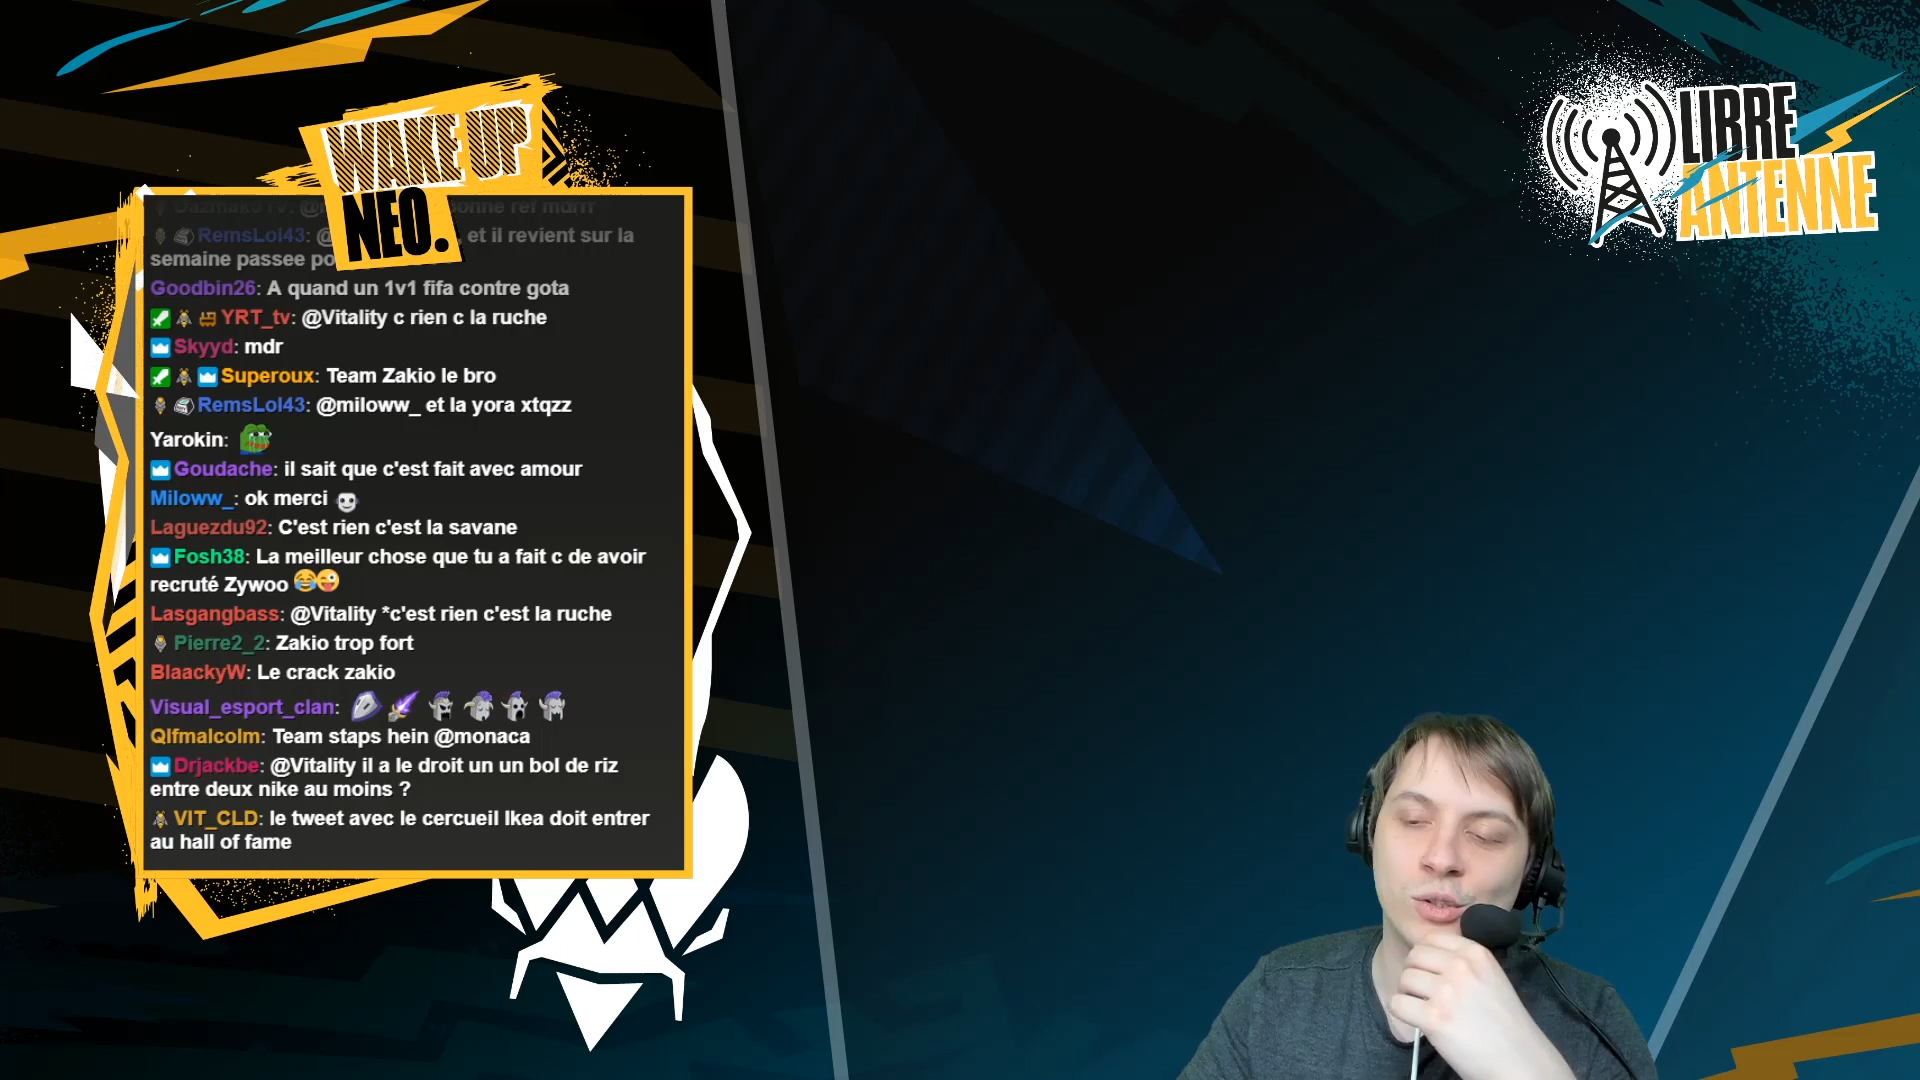 WAKE UP
NEO.
LIBRE
ANTENNE
bonne ref mdrrr
RemsLol43: @ , et il revient sur la
semaine passee
Goodbin26: A quand un 1v1 fifa contre gota
YRT_tv: @Vitality c rien c la ruche
Skyyd: mdr
Superoux: Team Zakio le bro
RemsLol43: @miloww_ et la yora xtqzz
Yarokin:
Goudache: il sait que c'est fait avec amour
Miloww_: ok merci
Laguezdu92: C'est rien c'est la savane
Fosh38: La meilleur chose que tu a fait c de avoir
recruté Zywoo 😂😜
Lasgangbass: @Vitality *c'est rien c'est la ruche
Pierre2_2: Zakio trop fort
BlaackyW: Le crack zakio
Visual_esport_clan:
Qlfmalcolm: Team staps hein @monaca
Drjackbe: @Vitality il a le droit un un bol de riz
entre deux nike au moins ?
VIT_CLD: le tweet avec le cercueil Ikea doit entrer
au hall of fame